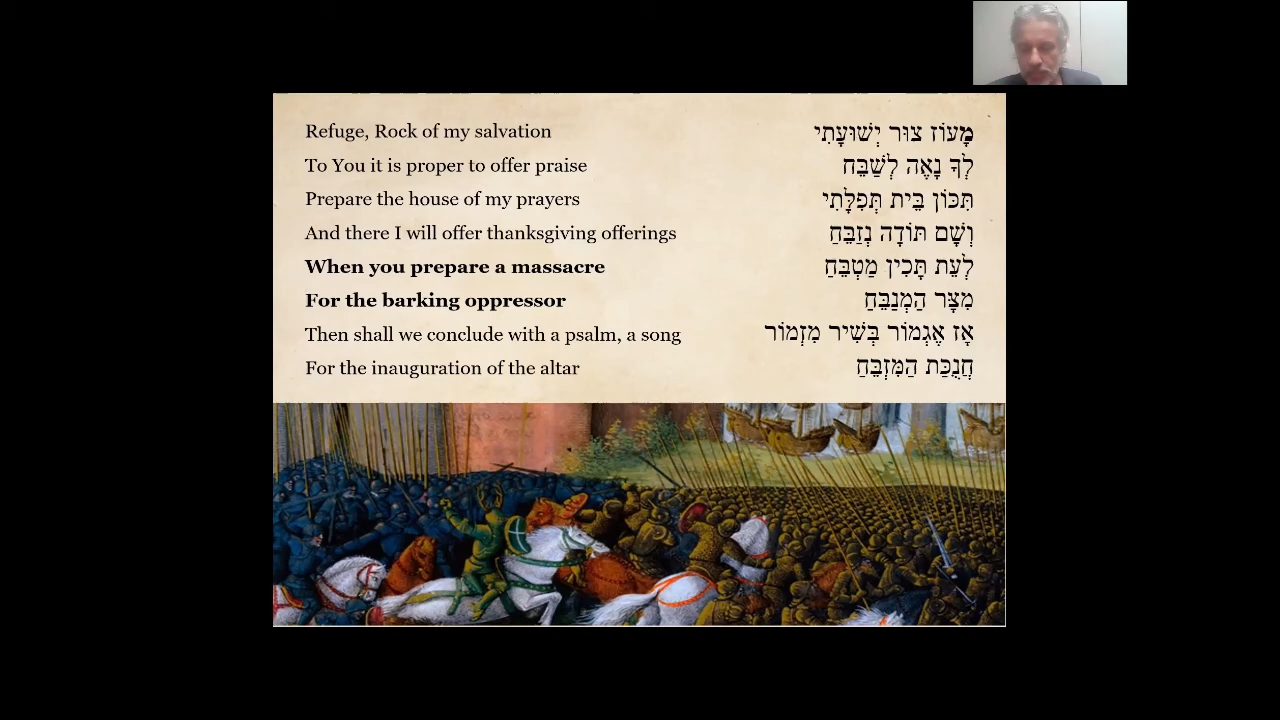 Refuge, Rock of my salvation
To You it is proper to offer praise
Prepare the house of my prayers
And there I will offer thanksgiving offerings
When you prepare a massacre
For the barking oppressor
Then shall we conclude with a psalm, a song
For the inauguration of the altar
מָעוֹז צוּר יְשׁוּעָתִי
לְךָ נָאֶה לְשַׁבֵּחַ
תִּכּוֹן בֵּית תְּפִלָּתִי
וְשָׁם תּוֹדָה נְזַבֵּחַ
לְעֵת תָּכִין מַטְבֵּחַ
מִצָּר הַמְנַבֵּחַ
אָז אֶגְמוֹר בְּשִׁיר מִזְמוֹר
חֲנֻכַּת הַמִּזְבֵּחַ